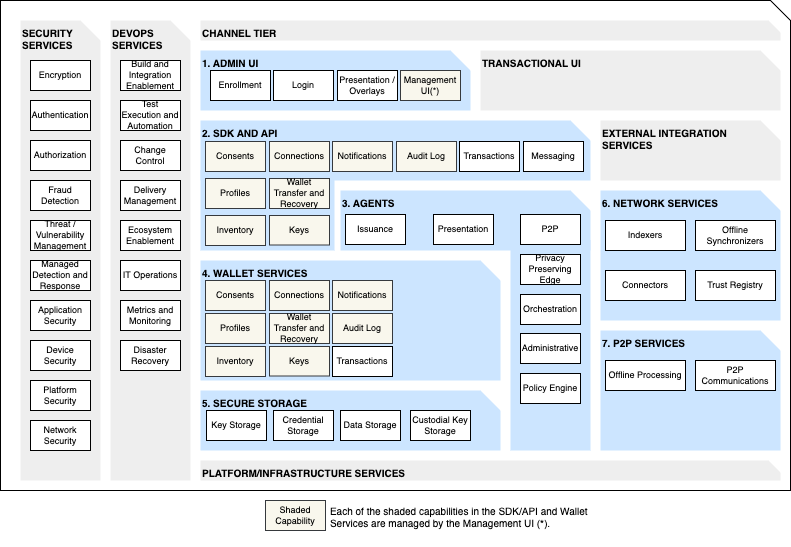 SECURITY
SERVICES
Encryption
Authentication
Authorization
Fraud
Detection
Threat /
Vulnerability
Management
Managed
Detection and
Response
Application
Security
Device
Security
Platform
Security
Network
Security
DEVOPS
SERVICES
Build and
Integration
Enablement
Test
Execution and
Automation
Change
Control
Delivery
Management
Ecosystem
Enablement
IT Operations
Metrics and
Monitoring
Disaster
Recovery
CHANNEL TIER
1. ADMIN UI
Enrollment
Login
Presentation /
Overlays
Management
UI(*)
TRANSACTIONAL UI
2. SDK AND API
Consents
Connections
Notifications
Audit Log
Transactions
Messaging
Profiles
Wallet
Transfer and
Recovery
Inventory
Keys
EXTERNAL INTEGRATION
SERVICES
3. AGENTS
Issuance
Presentation
P2P
Privacy
Preserving
Edge
Orchestration
Administrative
Policy Engine
4. WALLET SERVICES
Consents
Connections
Notifications
Profiles
Wallet
Transfer and
Recovery
Audit Log
Inventory
Keys
Transactions
5. SECURE STORAGE
Key Storage
Credential
Storage
Data Storage
Custodial Key
Storage
6. NETWORK SERVICES
Indexers
Offline
Synchronizers
Connectors
Trust Registry
7. P2P SERVICES
Offline Processing
P2P
Communications
PLATFORM/INFRASTRUCTURE SERVICES
Shaded
Capability
Each of the shaded capabilities in the SDK/API and Wallet
Services are managed by the Management UI (*).